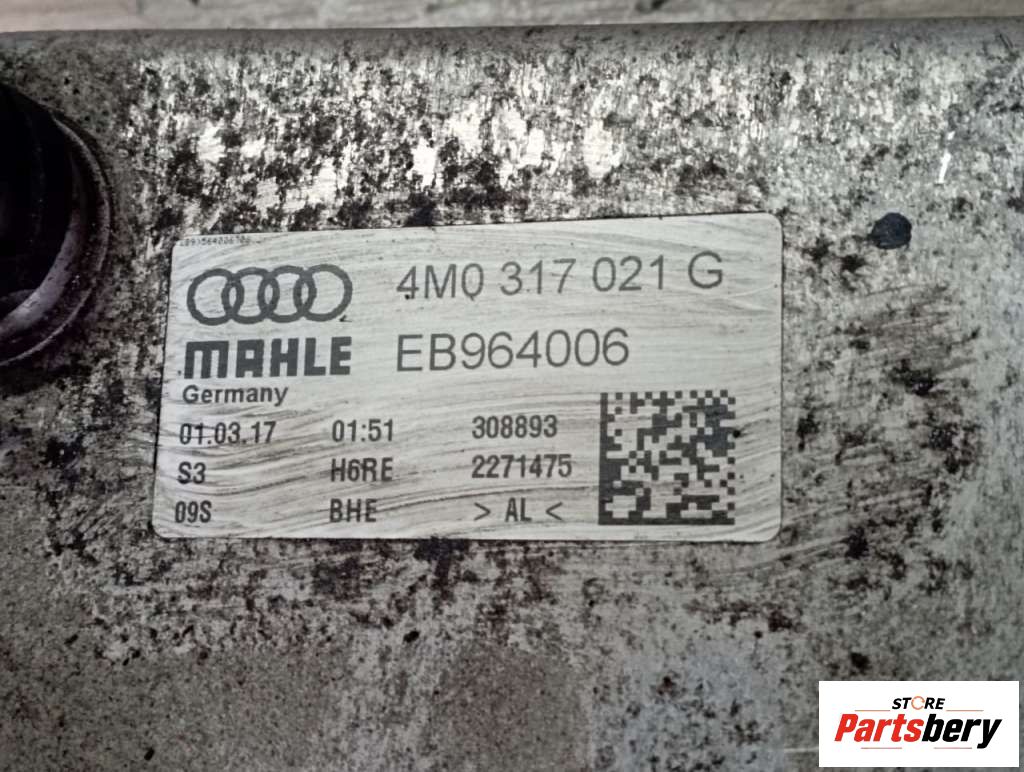 4M0 317 021 G
MAHLE EB964006
Germany
01.03.17 01:51 308893
S3 H6RE 2271475
09S BHE > AL <
STORE
Partsbery